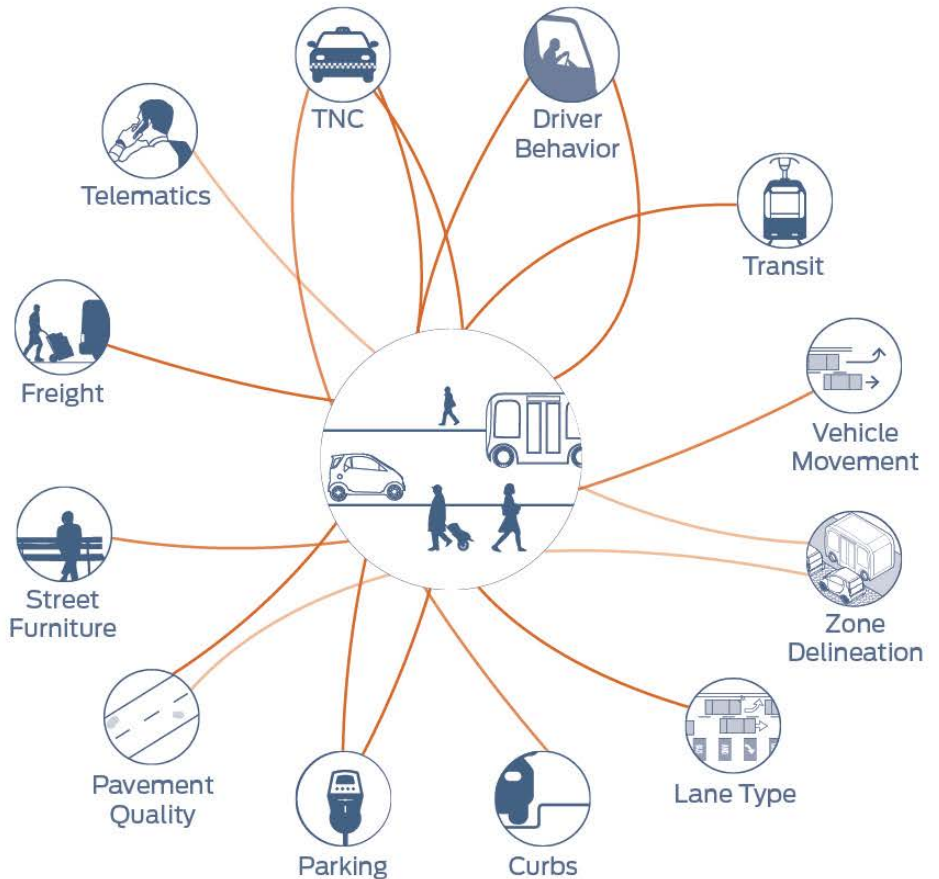 TNC
Driver
Behavior
Telematics
Transit
Freight
Vehicle
Movement
Street
Furniture
Zone
Delineation
Pavement
Quality
Lane Type
Parking
Curbs